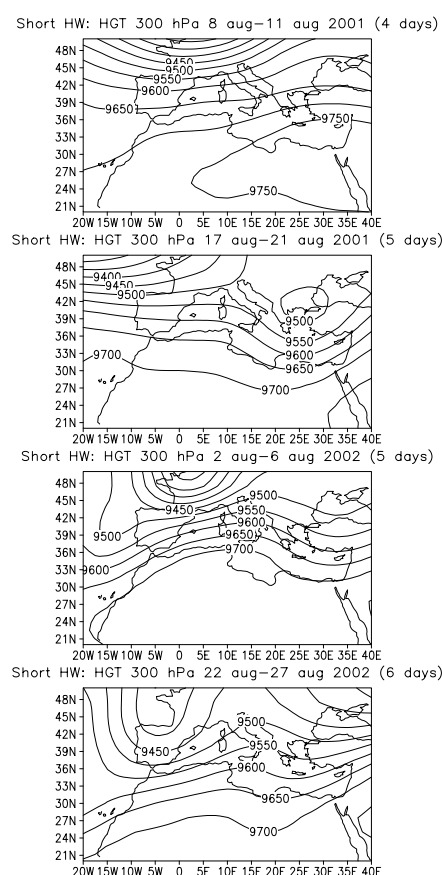 Short HW: HGT 300 hPa 8 aug−11 aug 2001 (4 days)
48N
45N
42N
39N
36N
33N
30N
27N
24N
21N
9450
9500
9550
9600
9650
9750
9750
20W 15W 10W 5W 0 5E 10E 15E 20E 25E 30E 35E 40E
Short HW: HGT 300 hPa 17 aug−21 aug 2001 (5 days)
48N
45N
42N
39N
36N
33N
30N
27N
24N
21N
9400
9450
9500
9500
9550
9600
9650
9700
9700
20W 15W 10W 5W 0 5E 10E 15E 20E 25E 30E 35E 40E
Short HW: HGT 300 hPa 2 aug−6 aug 2002 (5 days)
48N
45N
42N
39N
36N
33N
30N
27N
24N
21N
9500
9450
9550
9500
9600
9650
9700
9600
20W 15W 10W 5W 0 5E 10E 15E 20E 25E 30E 35E 40E
Short HW: HGT 300 hPa 22 aug−27 aug 2002 (6 days)
48N
45N
42N
39N
36N
33N
30N
27N
24N
21N
9500
9450
9550
9600
9650
9700
20W 15W 10W 5W 0 5E 10E 15E 20E 25E 30E 35E 40E